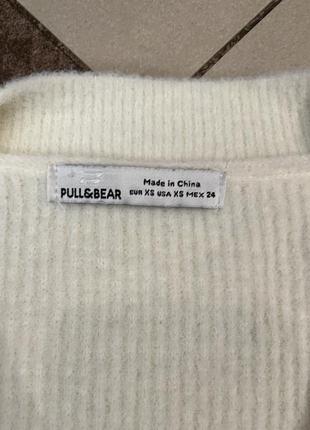 PULL&BEAR
Made in China
EUR XS USA XS MEX 24